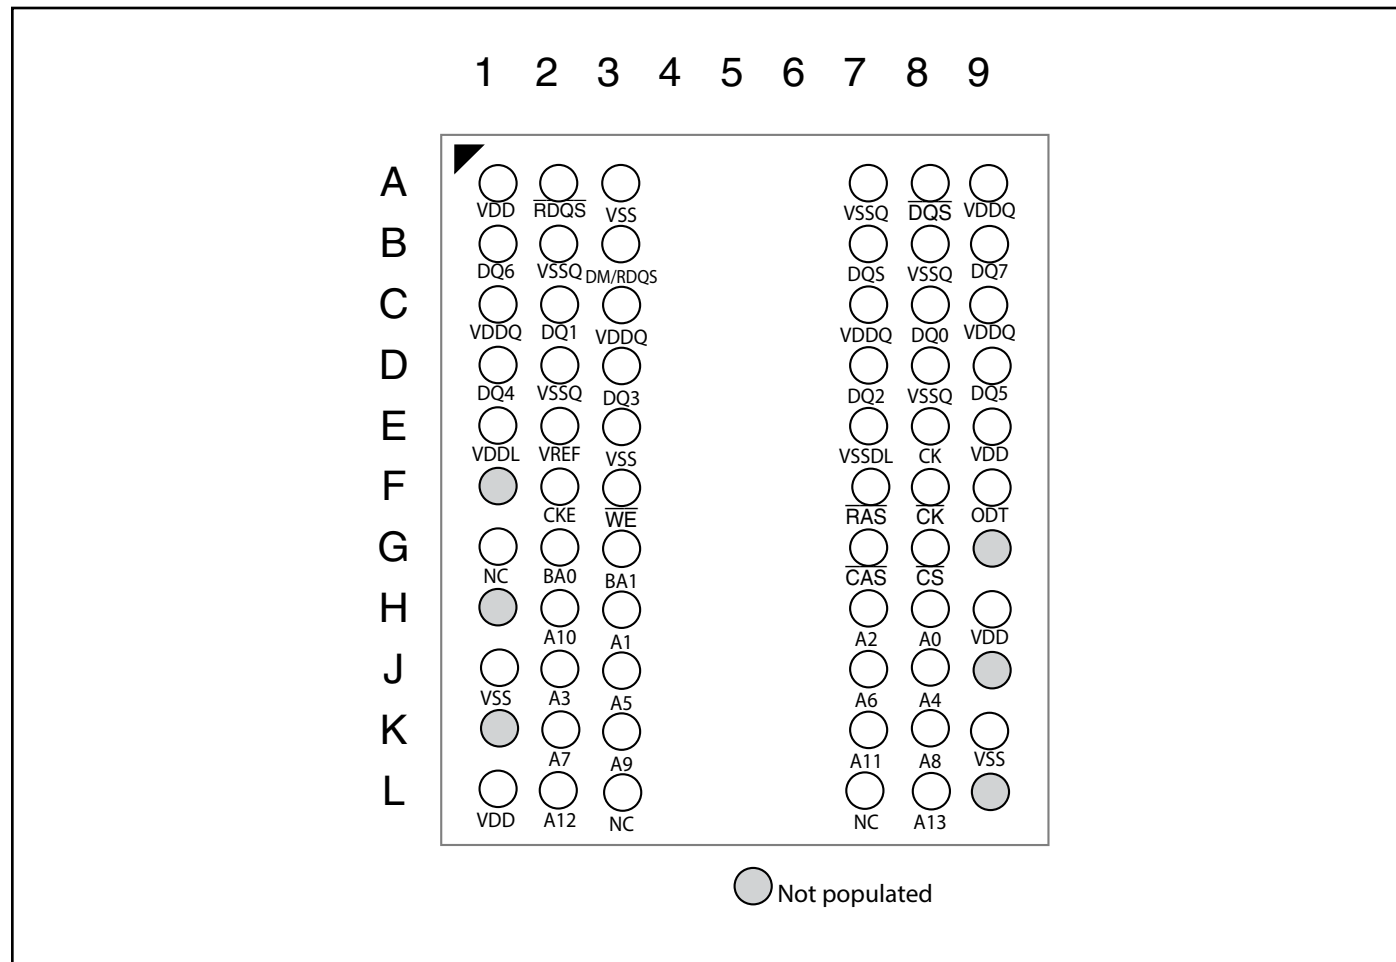 1 2 3 4 5 6 7 8 9
A
VDD RDQS VSS VSSQ DQS VDDQ
B
DQ6 VSSQ DM/RDQS DQS VSSQ DQ7
C
VDDQ DQ1 VDDQ VDDQ DQ0 VDDQ
D
DQ4 VSSQ DQ3 DQ2 VSSQ DQ5
E
VDDL VREF VSS VSSDL CK VDD
F
CKE WE RAS CK ODT
G
NC BA0 BA1 CAS CS
H
A10 A1 A2 A0 VDD
J
VSS A3 A5 A6 A4
K
A7 A9 A11 A8 VSS
L
VDD A12 NC NC A13
Not populated